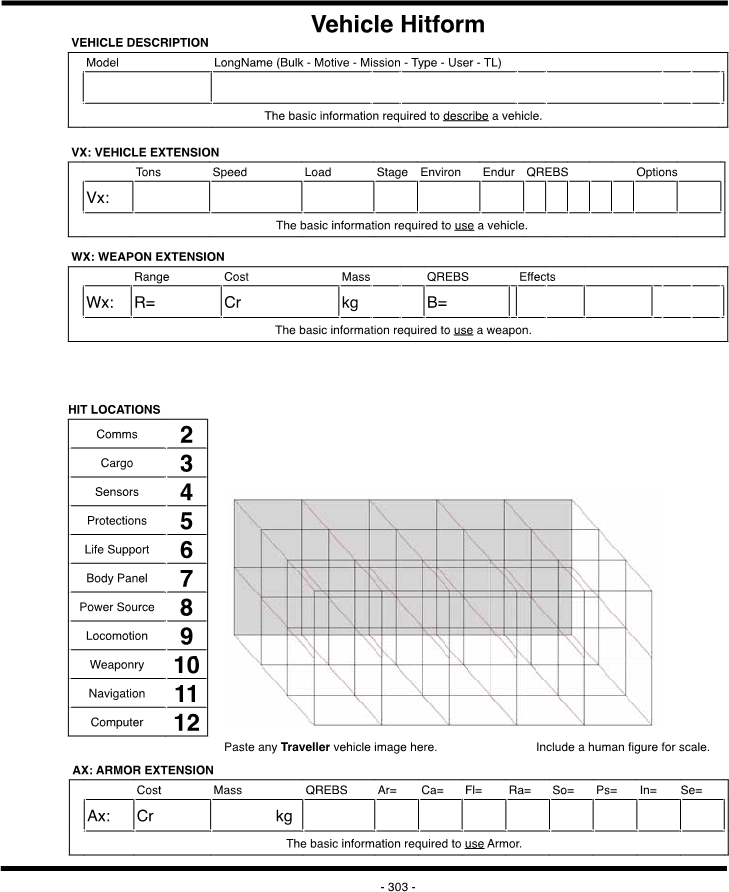 Vehicle Hitform
VEHICLE DESCRIPTION
Model LongName (Bulk - Motive - Mission - Type - User - TL)
The basic information required to describe a vehicle.
VX: VEHICLE EXTENSION
Tons Speed Load Stage Environ Endur QREBS Options
Vx:
The basic information required to use a vehicle.
WX: WEAPON EXTENSION
Range Cost Mass QREBS Effects
Wx: R= Cr kg B=
The basic information required to use a weapon.
HIT LOCATIONS
Comms 2
Cargo 3
Sensors 4
Protections 5
Life Support 6
Body Panel 7
Power Source 8
Locomotion 9
Weaponry 10
Navigation 11
Computer 12
Paste any Traveller vehicle image here. Include a human figure for scale.
AX: ARMOR EXTENSION
Cost Mass QREBS Ar= Ca= Fl= Ra= So= Ps= In= Se=
Ax: Cr kg
The basic information required to use Armor.
- 303 -